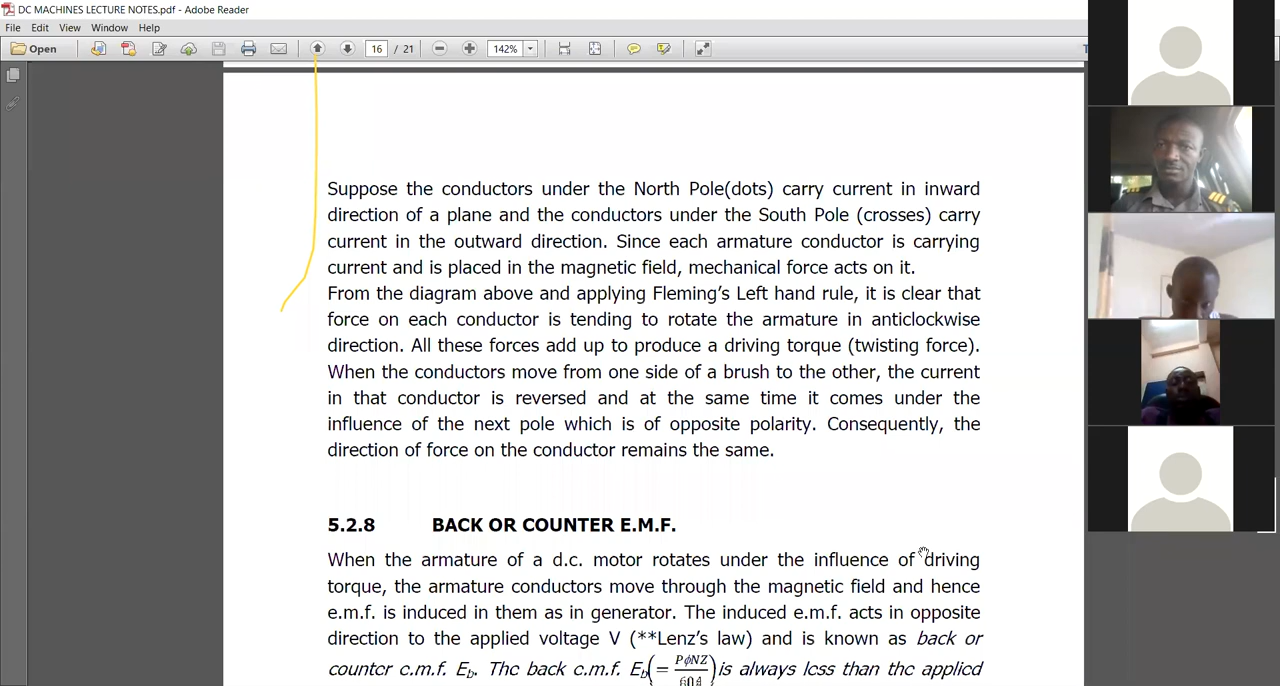 DC MACHINES LECTURE NOTES.pdf - Adobe Reader
File Edit View Window Help
Open 16 / 21 142%
Suppose the conductors under the North Pole(dots) carry current in inward
direction of a plane and the conductors under the South Pole (crosses) carry
current in the outward direction. Since each armature conductor is carrying
current and is placed in the magnetic field, mechanical force acts on it.
From the diagram above and applying Fleming's Left hand rule, it is clear that
force on each conductor is tending to rotate the armature in anticlockwise
direction. All these forces add up to produce a driving torque (twisting force).
When the conductors move from one side of a brush to the other, the current
in that conductor is reversed and at the same time it comes under the
influence of the next pole which is of opposite polarity. Consequently, the
direction of force on the conductor remains the same.
5.2.8 BACK OR COUNTER E.M.F.
When the armature of a d.c. motor rotates under the influence of driving
torque, the armature conductors move through the magnetic field and hence
e.m.f. is induced in them as in generator. The induced e.m.f. acts in opposite
direction to the applied voltage V (**Lenz's law) and is known as back or
counter e.m.f. Eb. The back e.m.f. Eb(= PϕNZ/60A) is always less than the applied